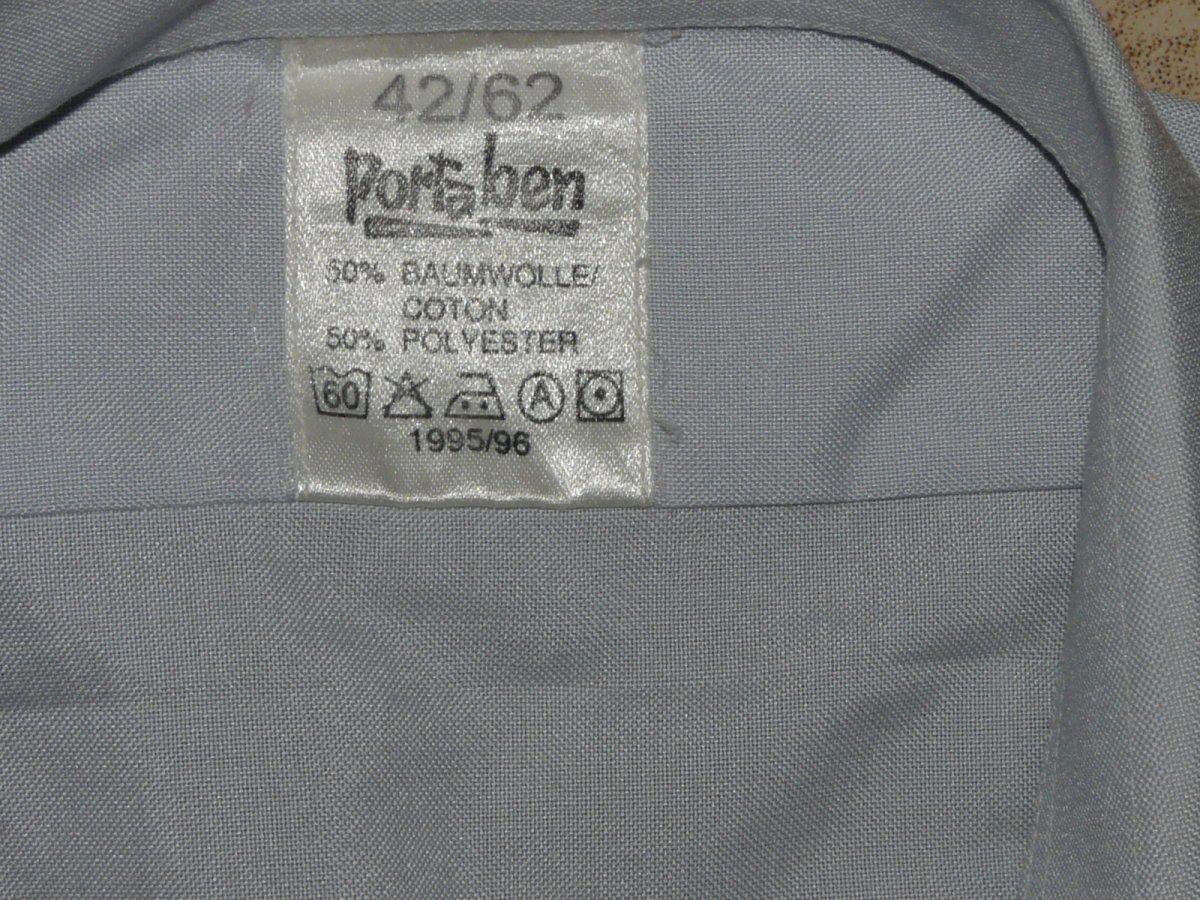 42/62
Portaben
50% BAUMWOLLE/
COTON
50% POLYESTER
60 A
1995/96